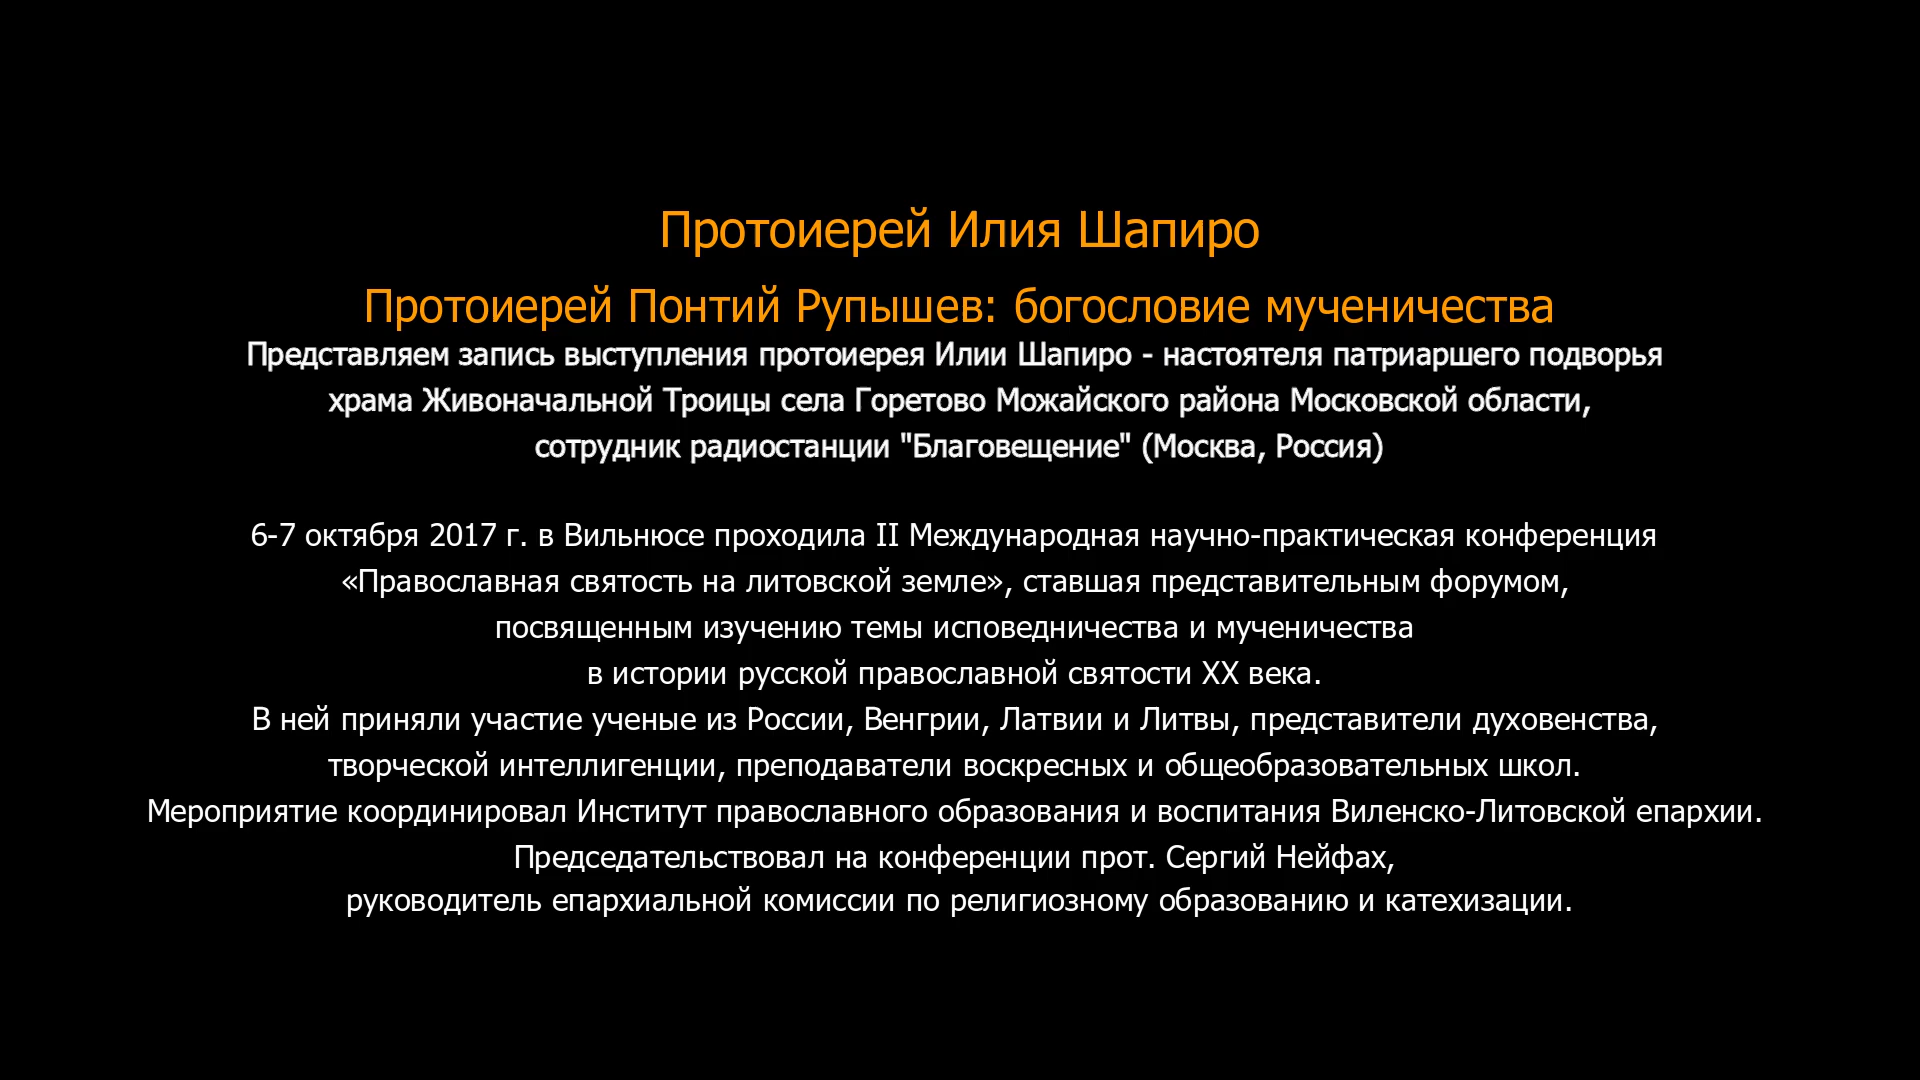 Протоиерей Илия Шапиро
Протоиерей Понтий Рупышев: богословие мученичества
Представляем запись выступления протоиерея Илии Шапиро - настоятеля патриаршего подворья
храма Живоначальной Троицы села Горетово Можайского района Московской области,
сотрудник радиостанции "Благовещение" (Москва, Россия)
6-7 октября 2017 г. в Вильнюсе проходила II Международная научно-практическая конференция
«Православная святость на литовской земле», ставшая представительным форумом,
посвященным изучению темы исповедничества и мученичества
в истории русской православной святости XX века.
В ней приняли участие ученые из России, Венгрии, Латвии и Литвы, представители духовенства,
творческой интеллигенции, преподаватели воскресных и общеобразовательных школ.
Мероприятие координировал Институт православного образования и воспитания Виленско-Литовской епархии.
Председательствовал на конференции прот. Сергий Нейфах,
руководитель епархиальной комиссии по религиозному образованию и катехизации.